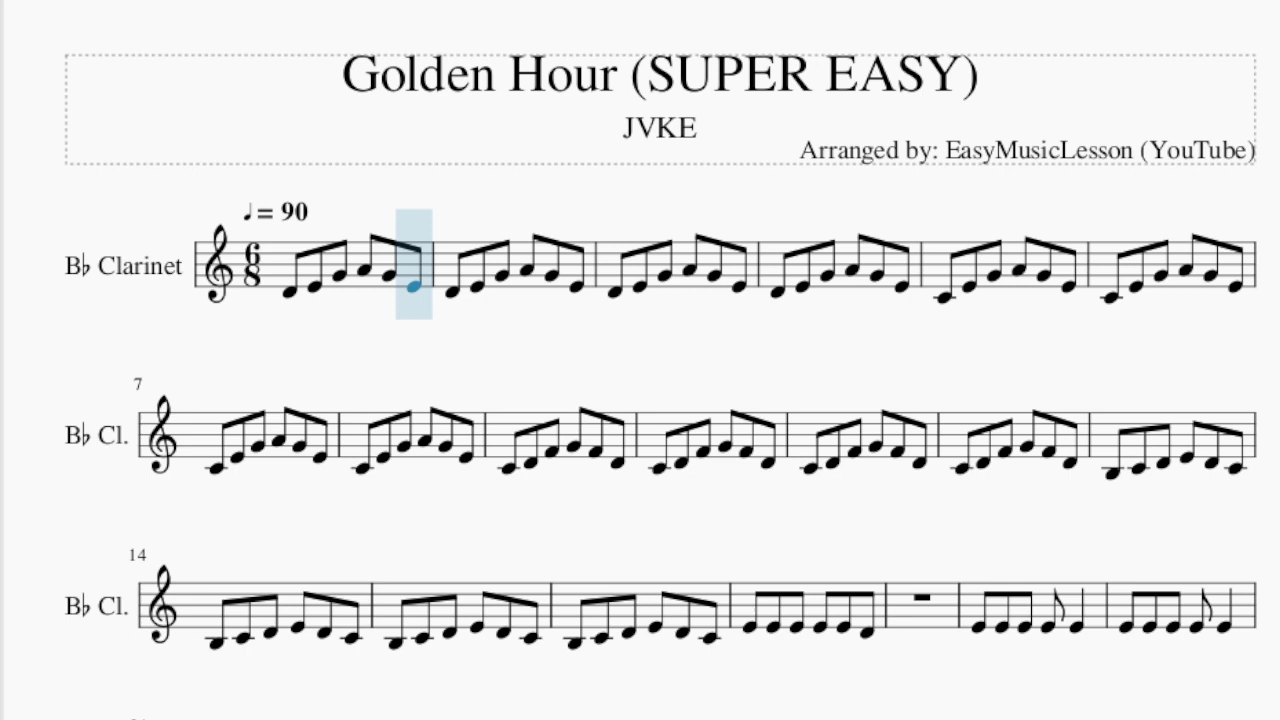 Golden Hour (SUPER EASY)
JVKE
Arranged by: EasyMusicLesson (YouTube)
♩= 90
B♭ Clarinet
6
8
7
B♭ Cl.
14
B♭ Cl.